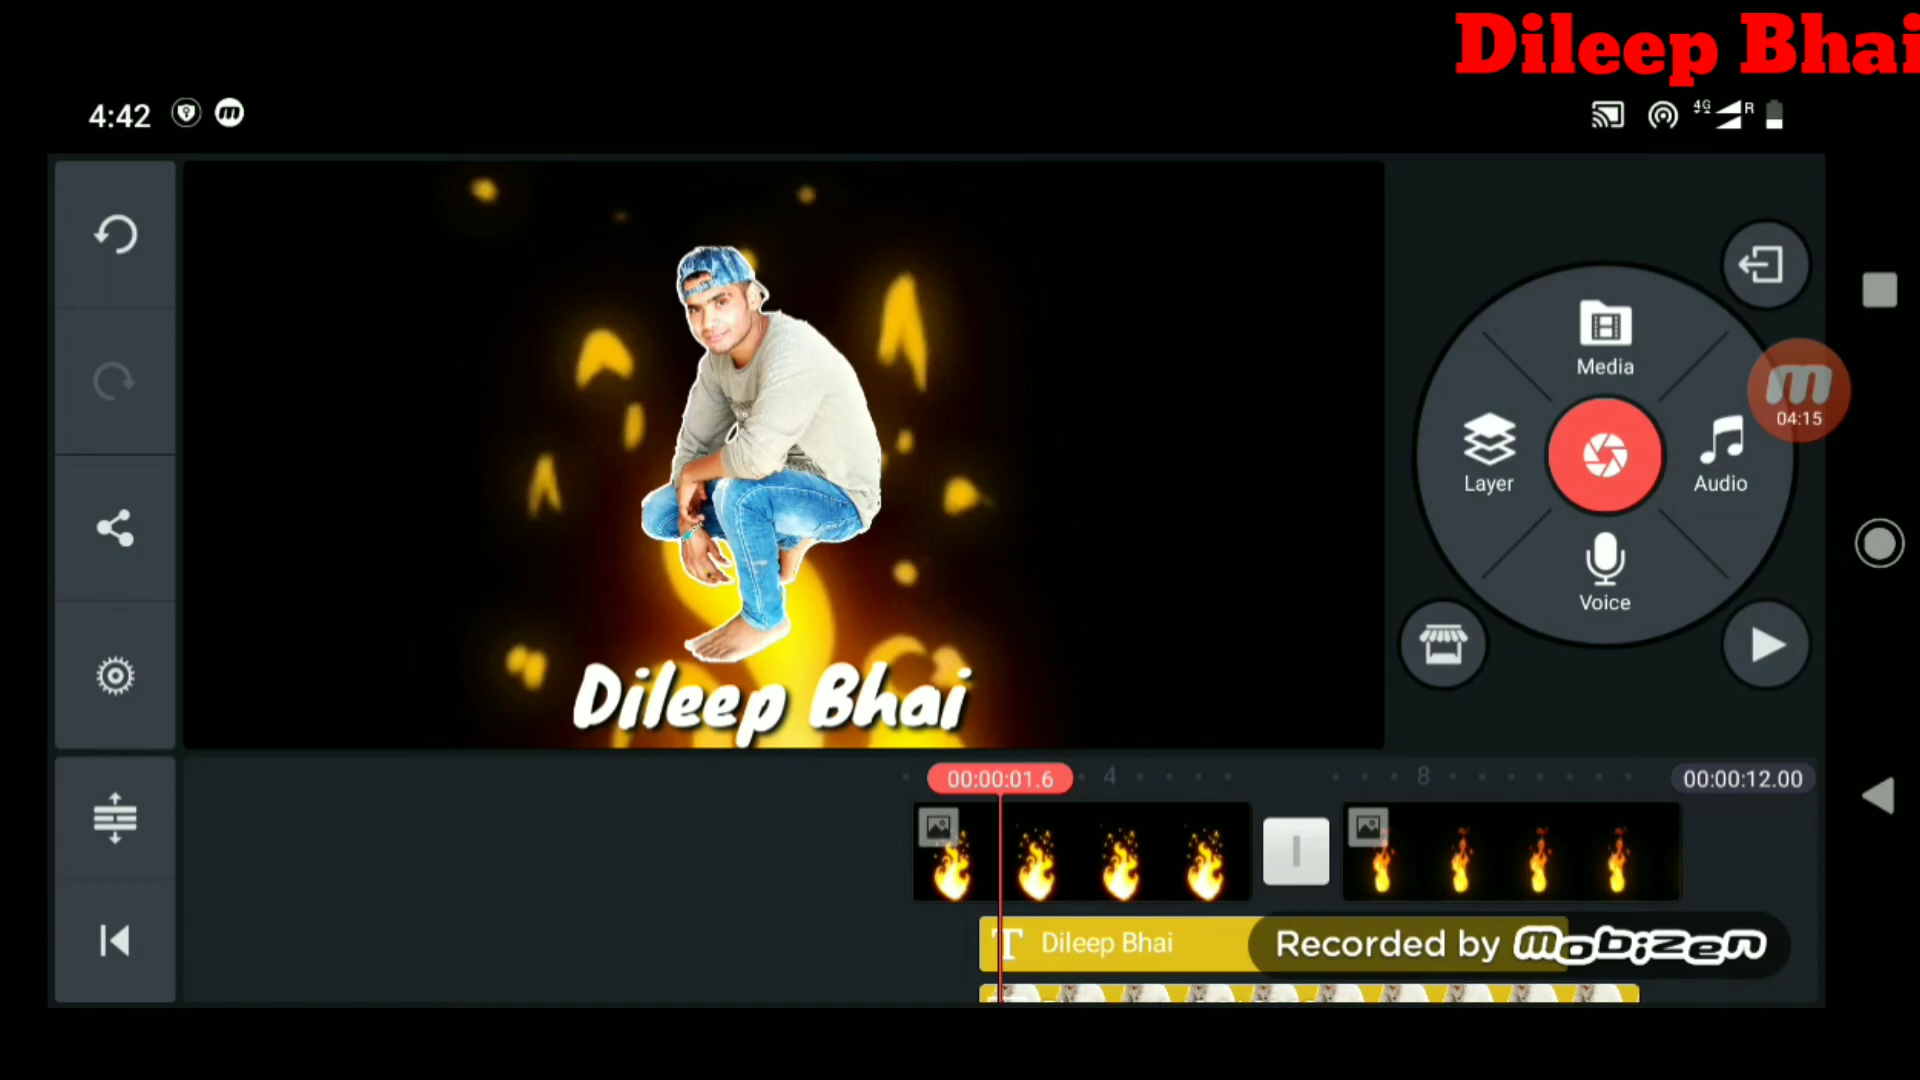 Dileep Bhai
4:42
4G R
Media
04:15
Layer
Audio
Voice
Dileep Bhai
00:00:01.6
4
8
00:00:12.00
T Dileep Bhai
Recorded by mobizen